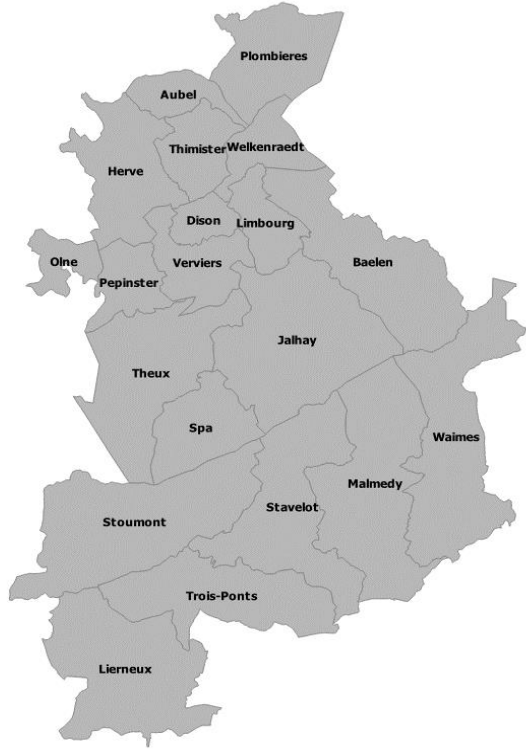 Plombieres
Aubel
Thimister
Welkenraedt
Herve
Dison
Limbourg
Olne
Verviers
Baelen
Pepinster
Jalhay
Theux
Spa
Waimes
Malmedy
Stavelot
Stoumont
Trois-Ponts
Lierneux